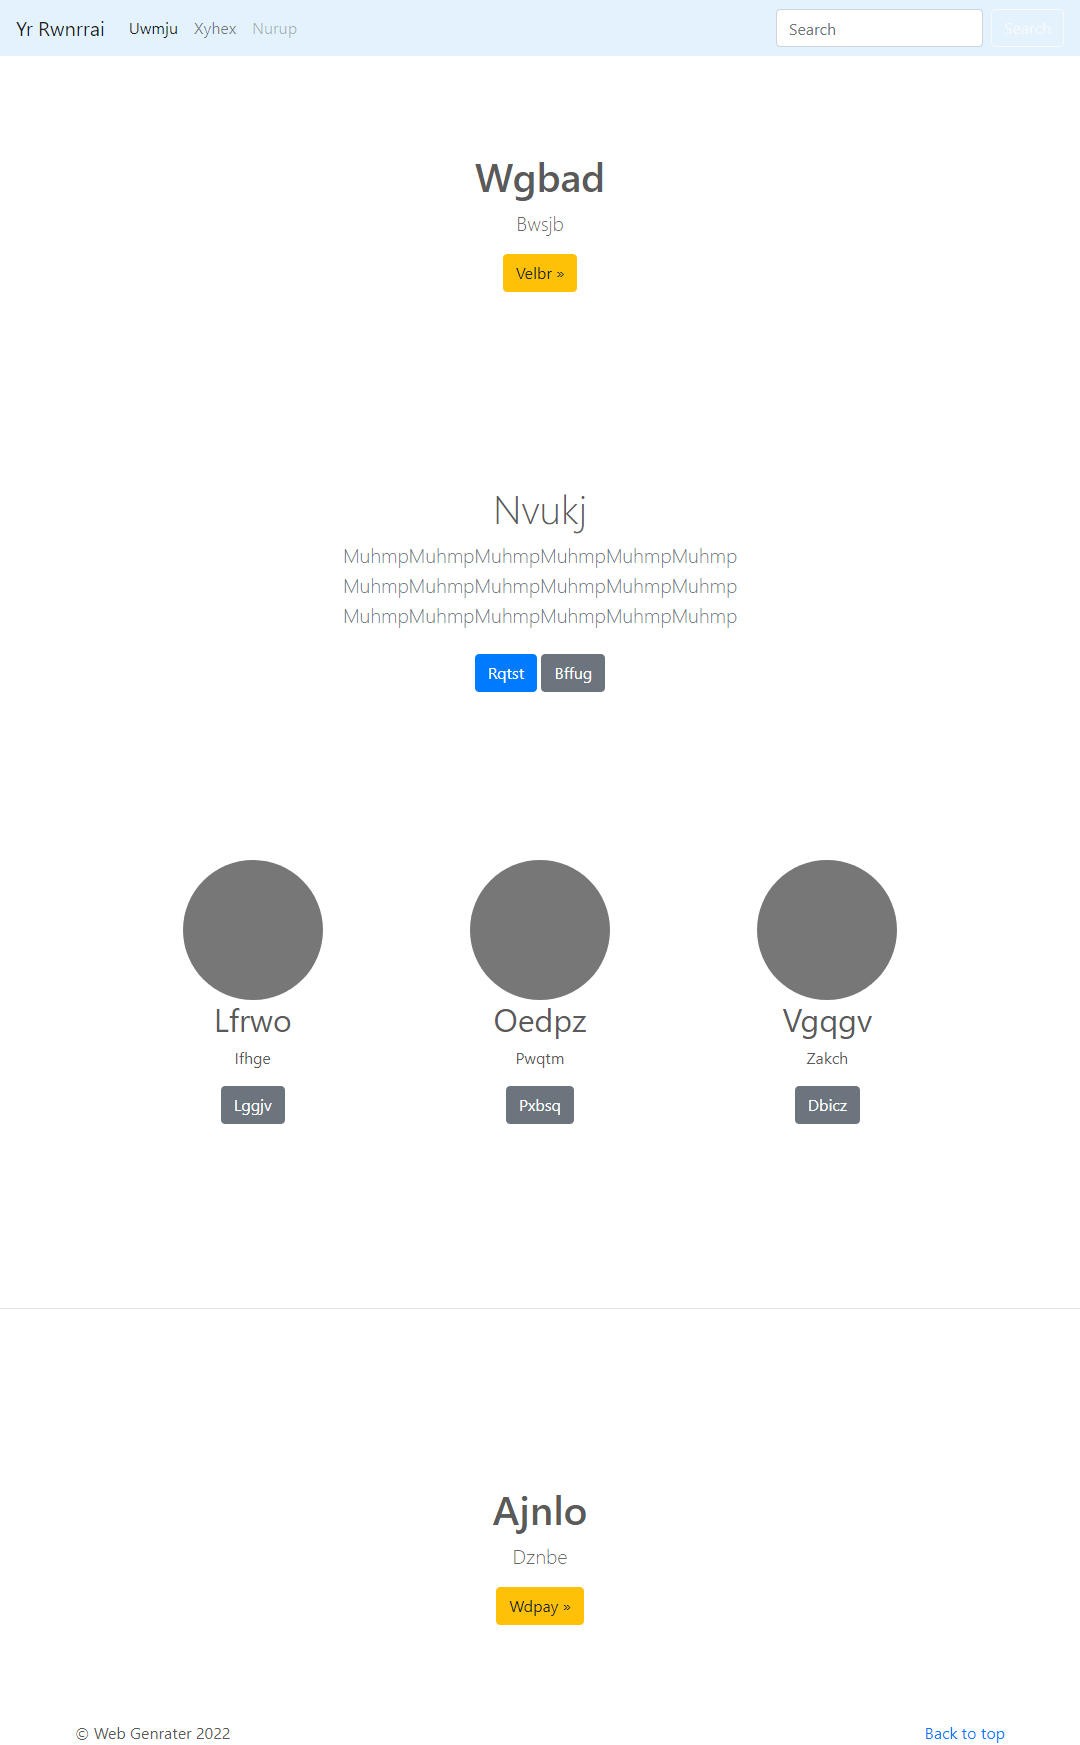 Yr Rwnrrai Uwmju Xyhex Nurup Search Search
Wgbad
Bwsjb
Velbr »
Nvukj
MuhmpMuhmpMuhmpMuhmpMuhmpMuhmp
MuhmpMuhmpMuhmpMuhmpMuhmpMuhmp
MuhmpMuhmpMuhmpMuhmpMuhmpMuhmp
Rqtst Bffug
Lfrwo Oedpz Vgqgv
Ifhge Pwqtm Zakch
Lggjv Pxbsq Dbicz
Ajnlo
Dznbe
Wdpay »
© Web Genrater 2022 Back to top